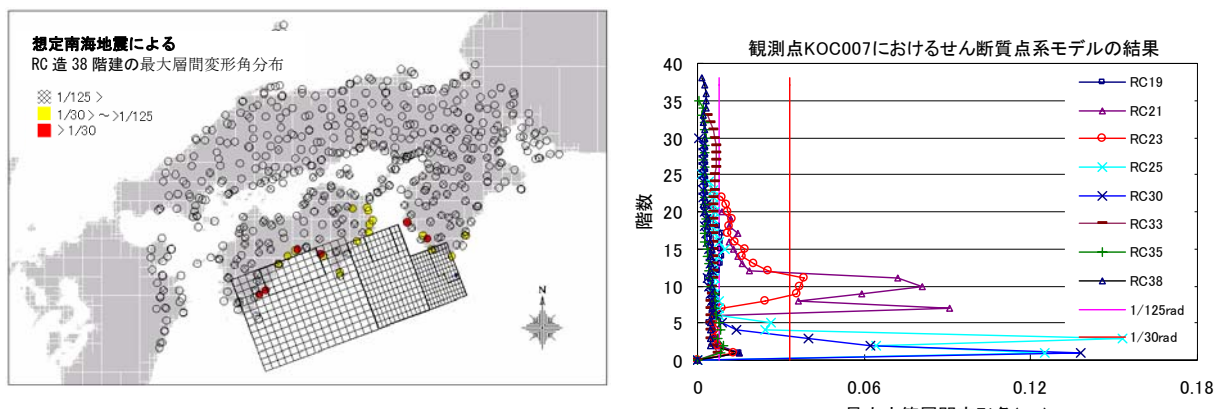 想定南海地震による
RC 造 38 階建の最大層間変形角分布
1/125 >
1/30 > ～ >1/125
> 1/30
N
観測点KOC007におけるせん断質点系モデルの結果
階数
40
35
30
25
20
15
10
5
0
0
0.06
0.12
0.18
RC19
RC21
RC23
RC25
RC30
RC33
RC35
RC38
1/125rad
1/30rad